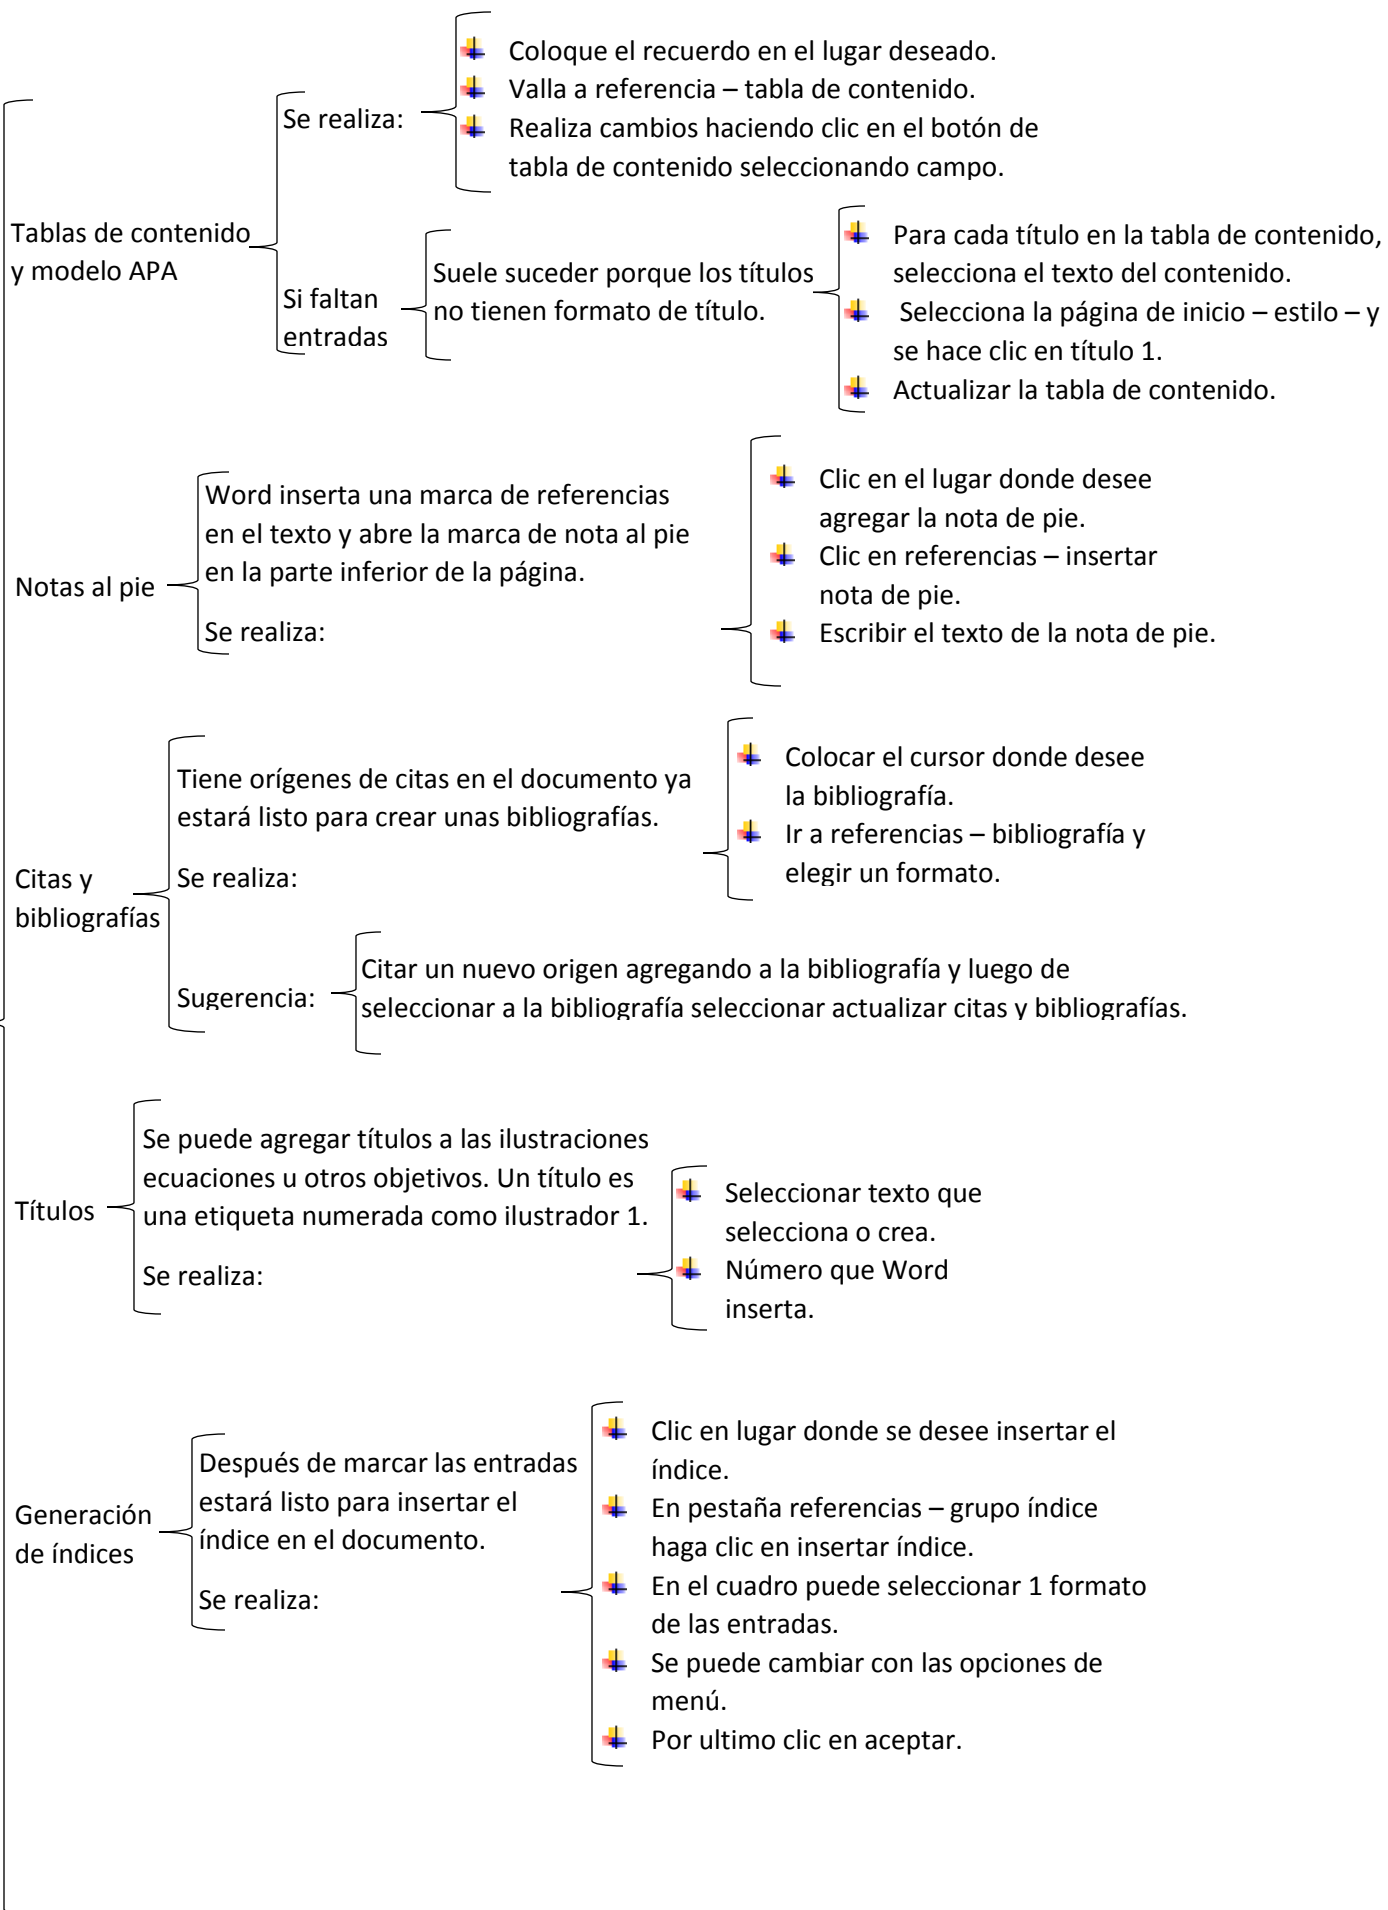 Tablas de contenido
y modelo APA
Se realiza:
Coloque el recuerdo en el lugar deseado.
Valla a referencia – tabla de contenido.
Realiza cambios haciendo clic en el botón de
tabla de contenido seleccionando campo.
Si faltan
entradas
Suele suceder porque los títulos
no tienen formato de título.
Para cada título en la tabla de contenido,
selecciona el texto del contenido.
Selecciona la página de inicio – estilo – y
se hace clic en título 1.
Actualizar la tabla de contenido.
Notas al pie
Word inserta una marca de referencias
en el texto y abre la marca de nota al pie
en la parte inferior de la página.
Se realiza:
Clic en el lugar donde desee
agregar la nota de pie.
Clic en referencias – insertar
nota de pie.
Escribir el texto de la nota de pie.
Citas y
bibliografías
Tiene orígenes de citas en el documento ya
estará listo para crear unas bibliografías.
Se realiza:
Colocar el cursor donde desee
la bibliografía.
Ir a referencias – bibliografía y
elegir un formato.
Sugerencia:
Citar un nuevo origen agregando a la bibliografía y luego de
seleccionar a la bibliografía seleccionar actualizar citas y bibliografías.
Títulos
Se puede agregar títulos a las ilustraciones
ecuaciones u otros objetivos. Un título es
una etiqueta numerada como ilustrador 1.
Se realiza:
Seleccionar texto que
selecciona o crea.
Número que Word
inserta.
Generación
de índices
Después de marcar las entradas
estará listo para insertar el
índice en el documento.
Se realiza:
Clic en lugar donde se desee insertar el
índice.
En pestaña referencias – grupo índice
haga clic en insertar índice.
En el cuadro puede seleccionar 1 formato
de las entradas.
Se puede cambiar con las opciones de
menú.
Por ultimo clic en aceptar.